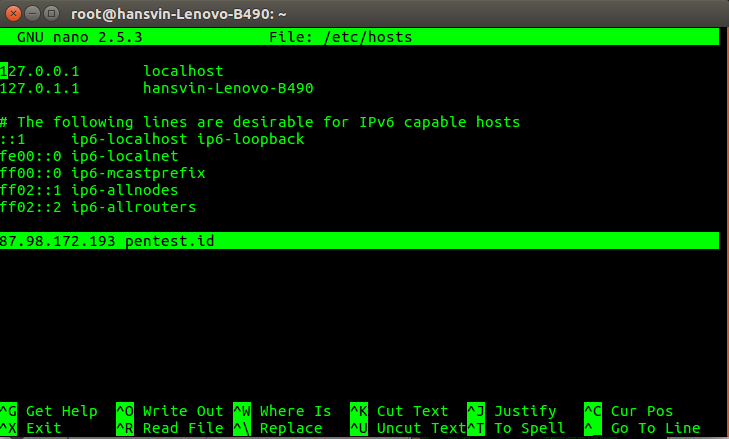 root@hansvin-Lenovo-B490: ~
GNU nano 2.5.3 File: /etc/hosts
127.0.0.1 localhost
127.0.1.1 hansvin-Lenovo-B490
# The following lines are desirable for IPv6 capable hosts
::1 ip6-localhost ip6-loopback
fe00::0 ip6-localnet
ff00::0 ip6-mcastprefix
ff02::1 ip6-allnodes
ff02::2 ip6-allrouters
87.98.172.193 pentest.id
^G Get Help ^O Write Out ^W Where Is ^K Cut Text ^J Justify ^C Cur Pos
^X Exit ^R Read File ^\ Replace ^U Uncut Text ^T To Spell ^_ Go To Line